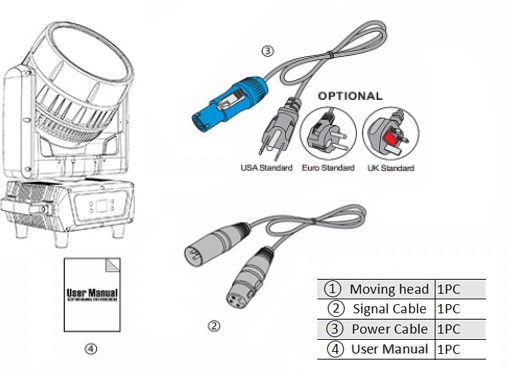 ③
OPTIONAL
USA Standard Euro Standard UK Standard
User Manual
②
④
① Moving head 1PC
② Signal Cable 1PC
③ Power Cable 1PC
④ User Manual 1PC